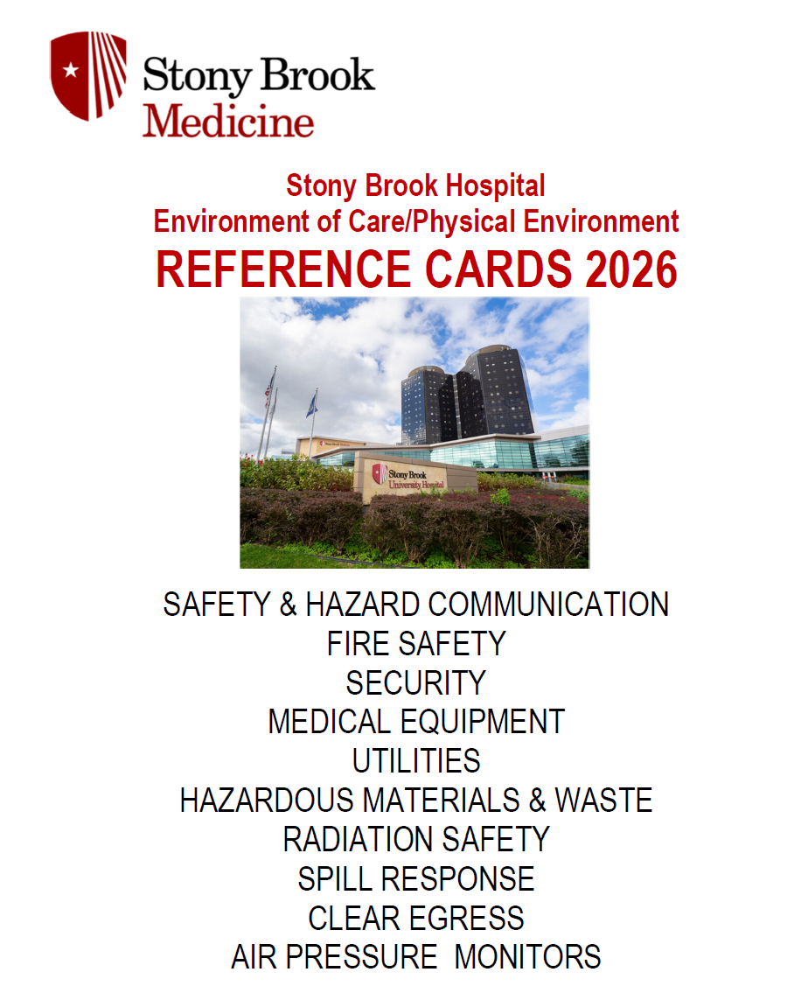 Stony Brook
Medicine
Stony Brook Hospital
Environment of Care/Physical Environment
REFERENCE CARDS 2026
Stony Brook
University Hospital
SAFETY & HAZARD COMMUNICATION
FIRE SAFETY
SECURITY
MEDICAL EQUIPMENT
UTILITIES
HAZARDOUS MATERIALS & WASTE
RADIATION SAFETY
SPILL RESPONSE
CLEAR EGRESS
AIR PRESSURE  MONITORS